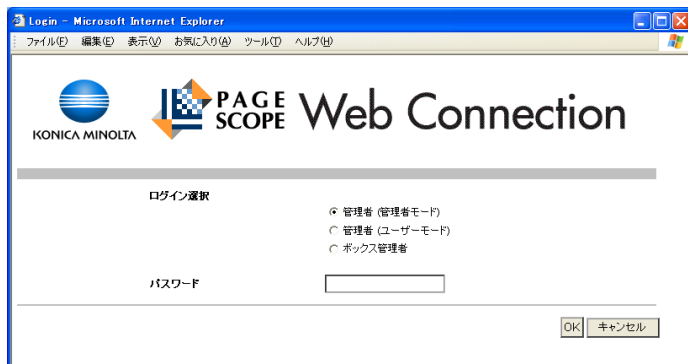 Login - Microsoft Internet Explorer
ファイル(F) 編集(E) 表示(V) お気に入り(A) ツール(T) ヘルプ(H)
KONICA MINOLTA
PAGE SCOPE Web Connection
ログイン選択
管理者 (管理者モード)
管理者 (ユーザーモード)
ボックス管理者
パスワード
OK キャンセル